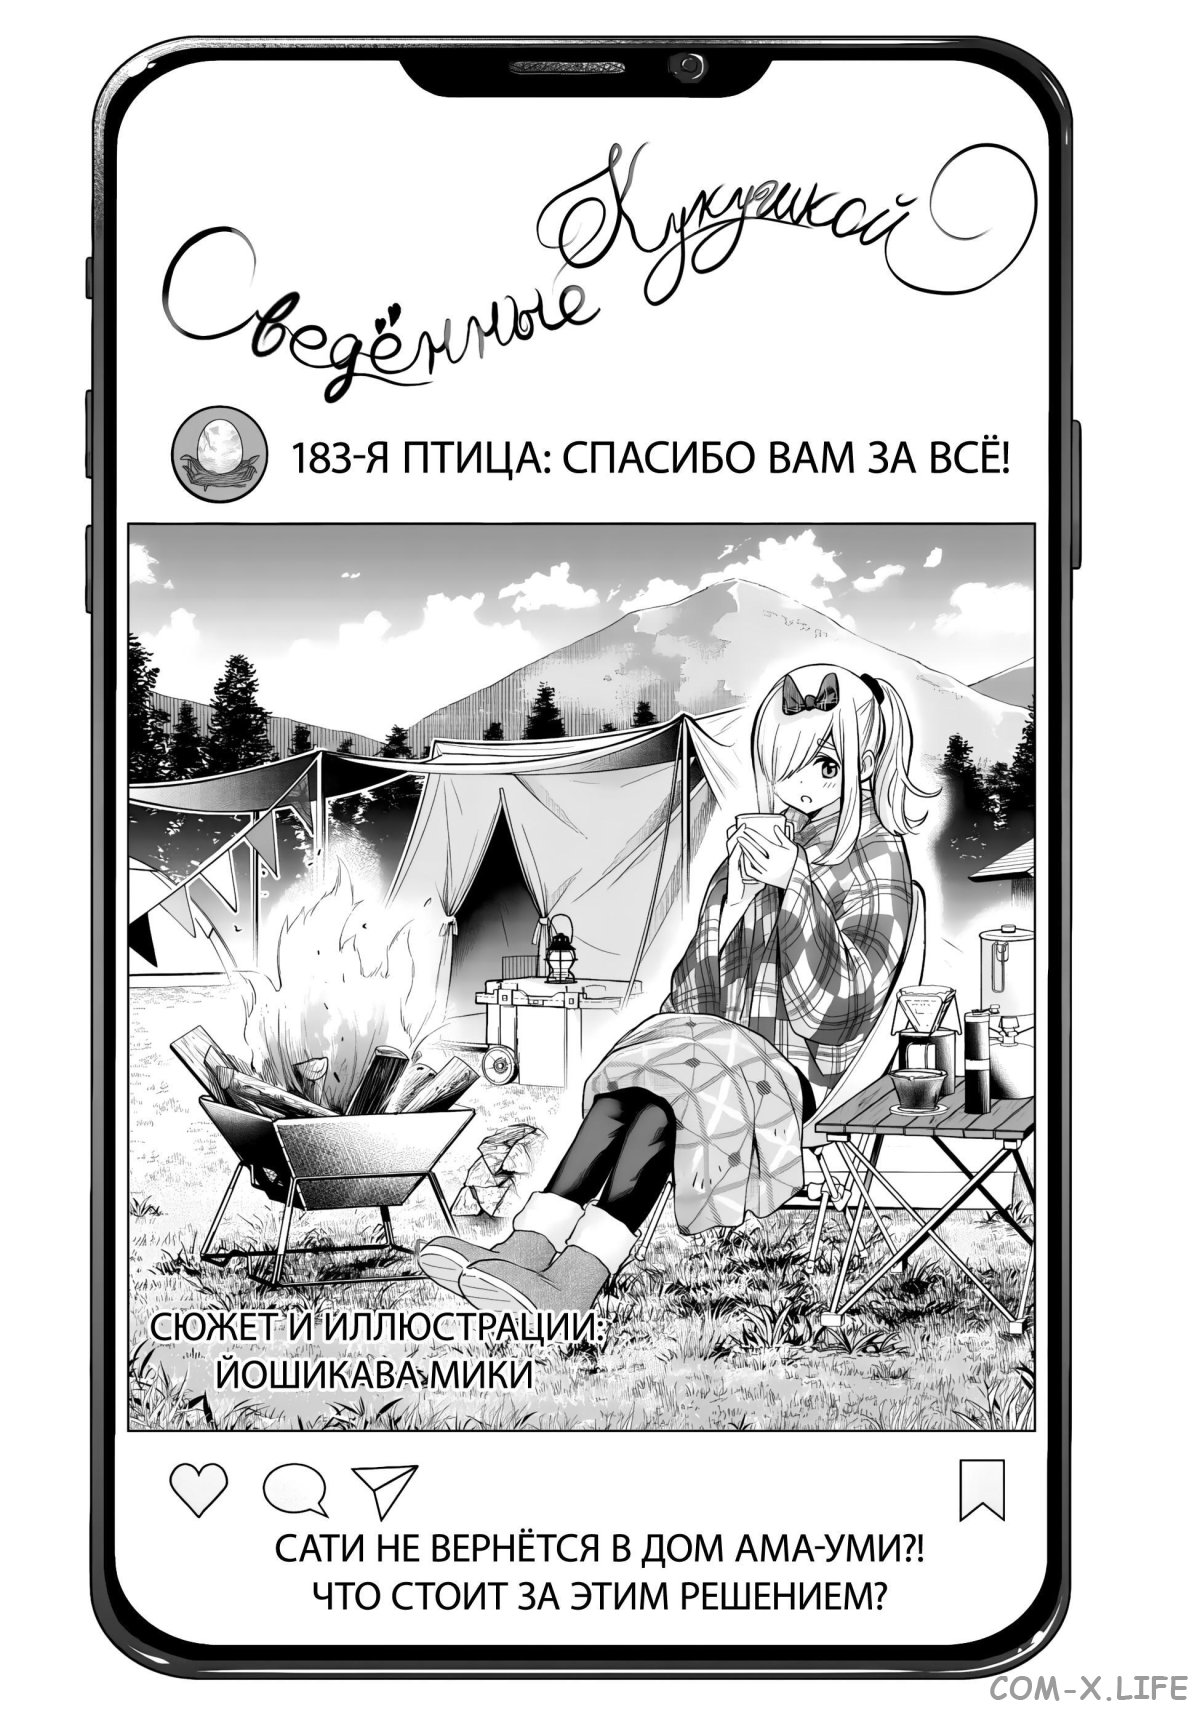 Сведённые Кукушкой
183-Я ПТИЦА: СПАСИБО ВАМ ЗА ВСЁ!
СЮЖЕТ И ИЛЛЮСТРАЦИИ:
ЙОШИКАВА МИКИ
САТИ НЕ ВЕРНЁТСЯ В ДОМ АМА-УМИ?!
ЧТО СТОИТ ЗА ЭТИМ РЕШЕНИЕМ?
COM-X.LIFE